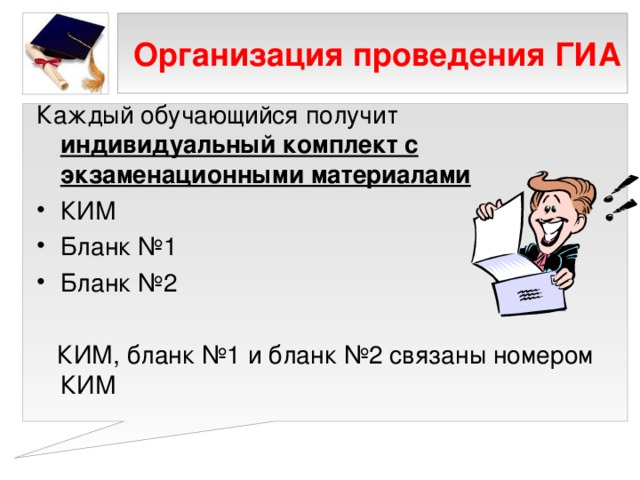 Организация проведения ГИА
Каждый обучающийся получит
индивидуальный комплект с
экзаменационными материалами
• КИМ
• Бланк №1
• Бланк №2
КИМ, бланк №1 и бланк №2 связаны номером
КИМ